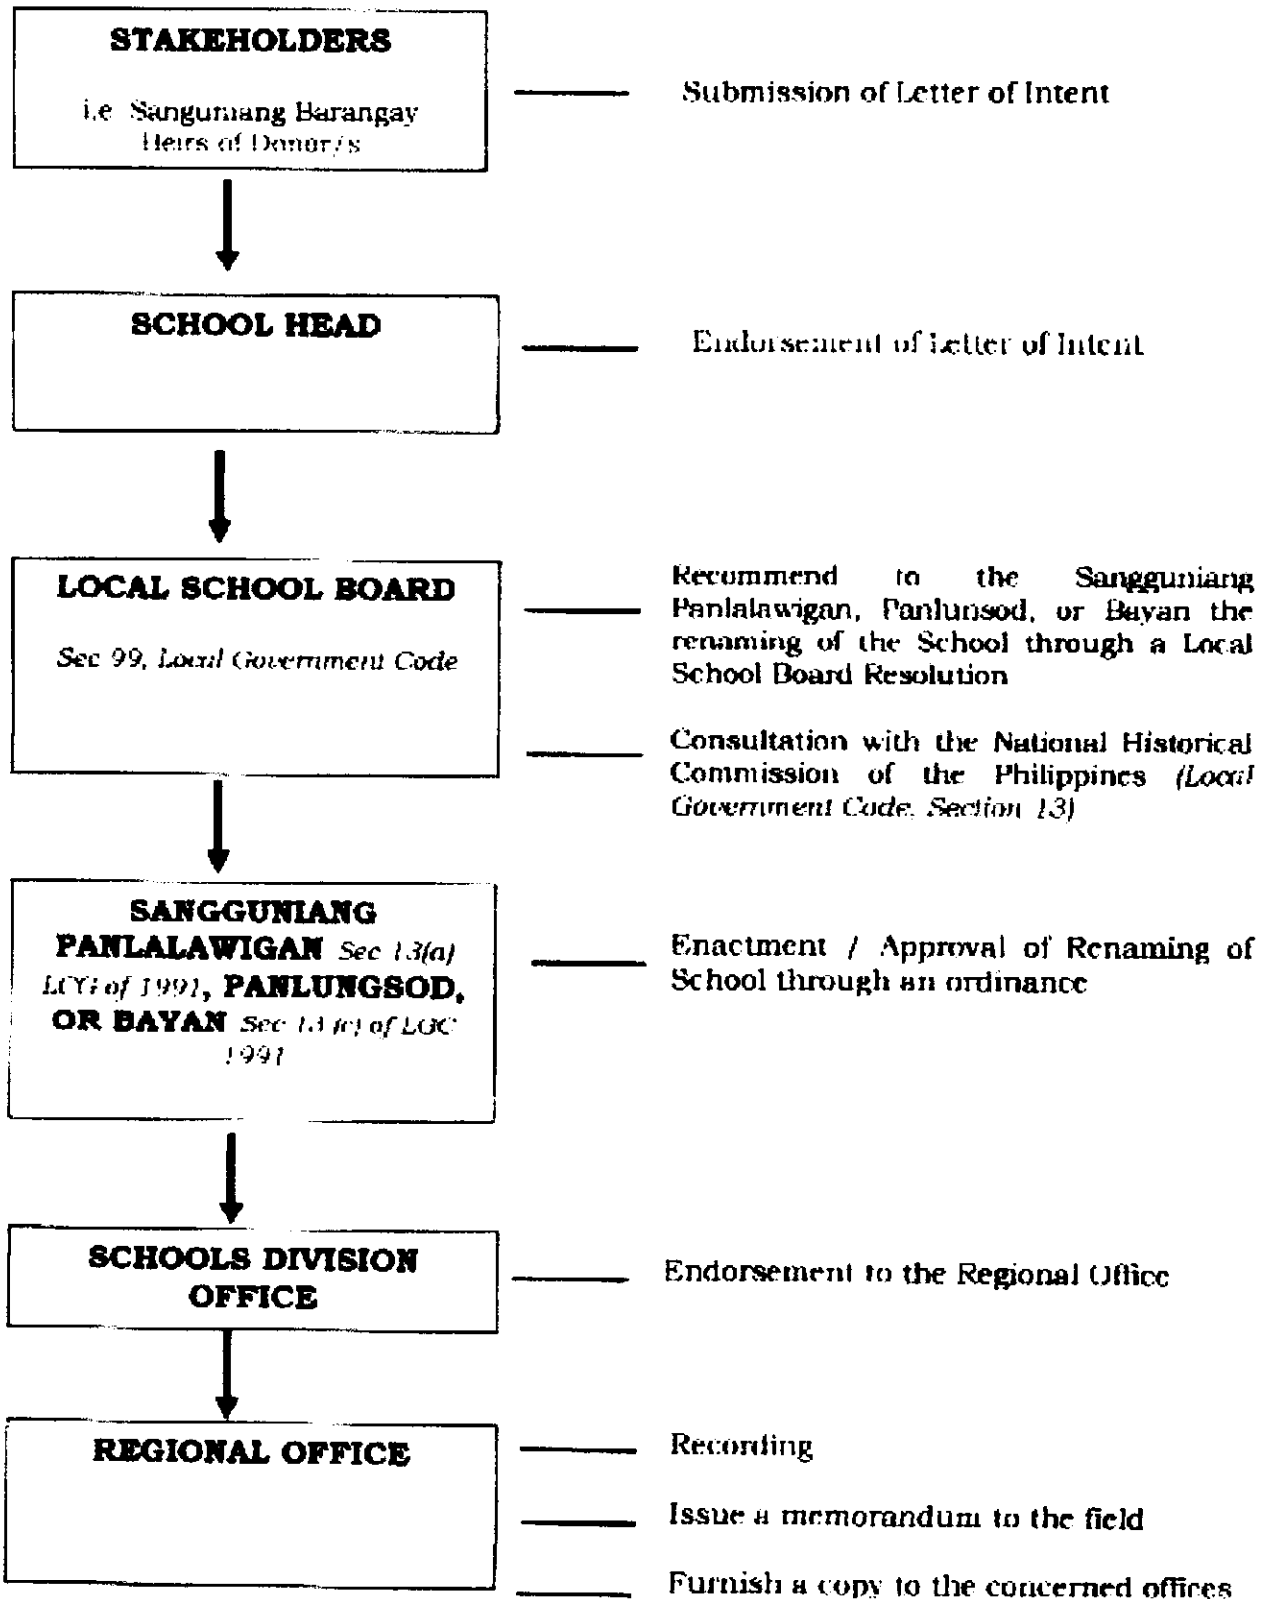 STAKEHOLDERS
i.e Sanguniang Barangay
Heirs of Donor/s
Submission of Letter of Intent
SCHOOL HEAD
Endorsement of Letter of Intent
LOCAL SCHOOL BOARD
Sec 99, Local Government Code
Recommend to the Sangguniang
Panlalawigan, Panlunsod, or Bayan the
renaming of the School through a Local
School Board Resolution
Consultation with the National Historical
Commission of the Philippines (Local
Government Code, Section 13)
SANGGUNIANG
PANLALAWIGAN Sec 13(a)
of 1991, PANLUNGSOD,
OR BAYAN Sec 13 (c) of LGC
1991
Enactment / Approval of Renaming of
School through an ordinance
SCHOOLS DIVISION
OFFICE
Endorsement to the Regional Office
REGIONAL OFFICE
Recording
Issue a memorandum to the field
Furnish a copy to the concerned offices